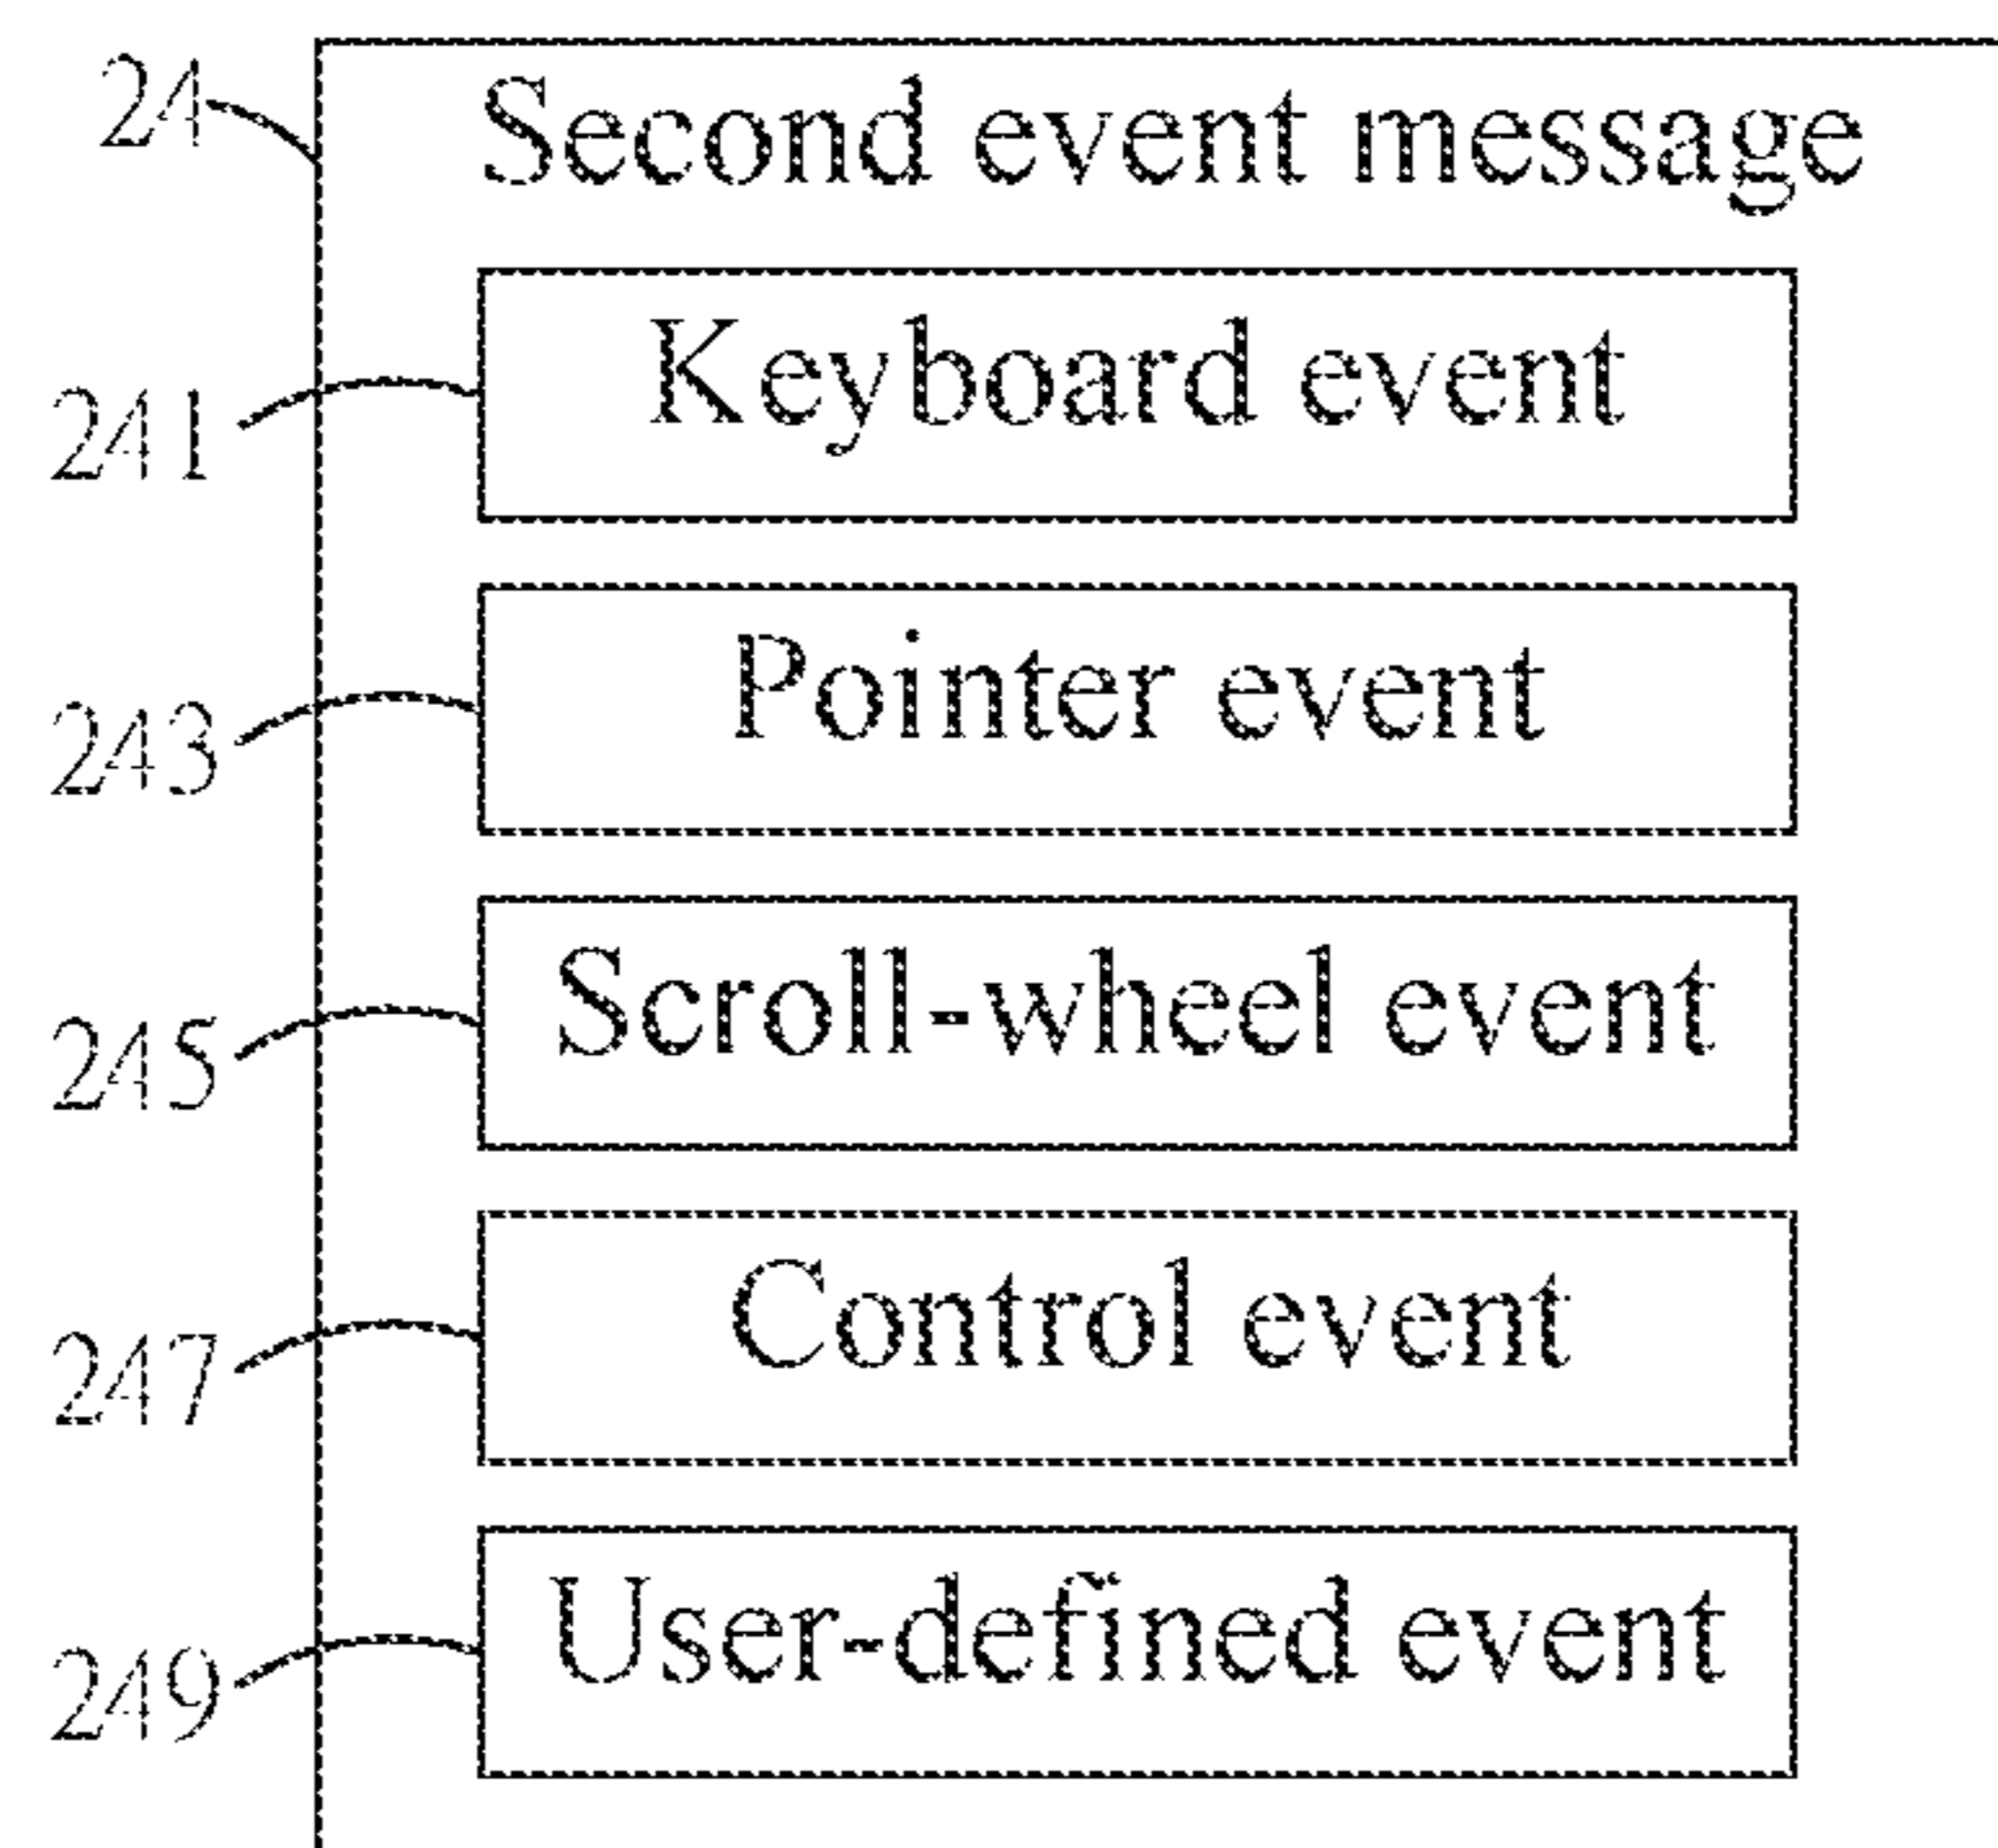 24 Second event message
241 Keyboard event
243 Pointer event
245 Scroll-wheel event
247 Control event
249 User-defined event